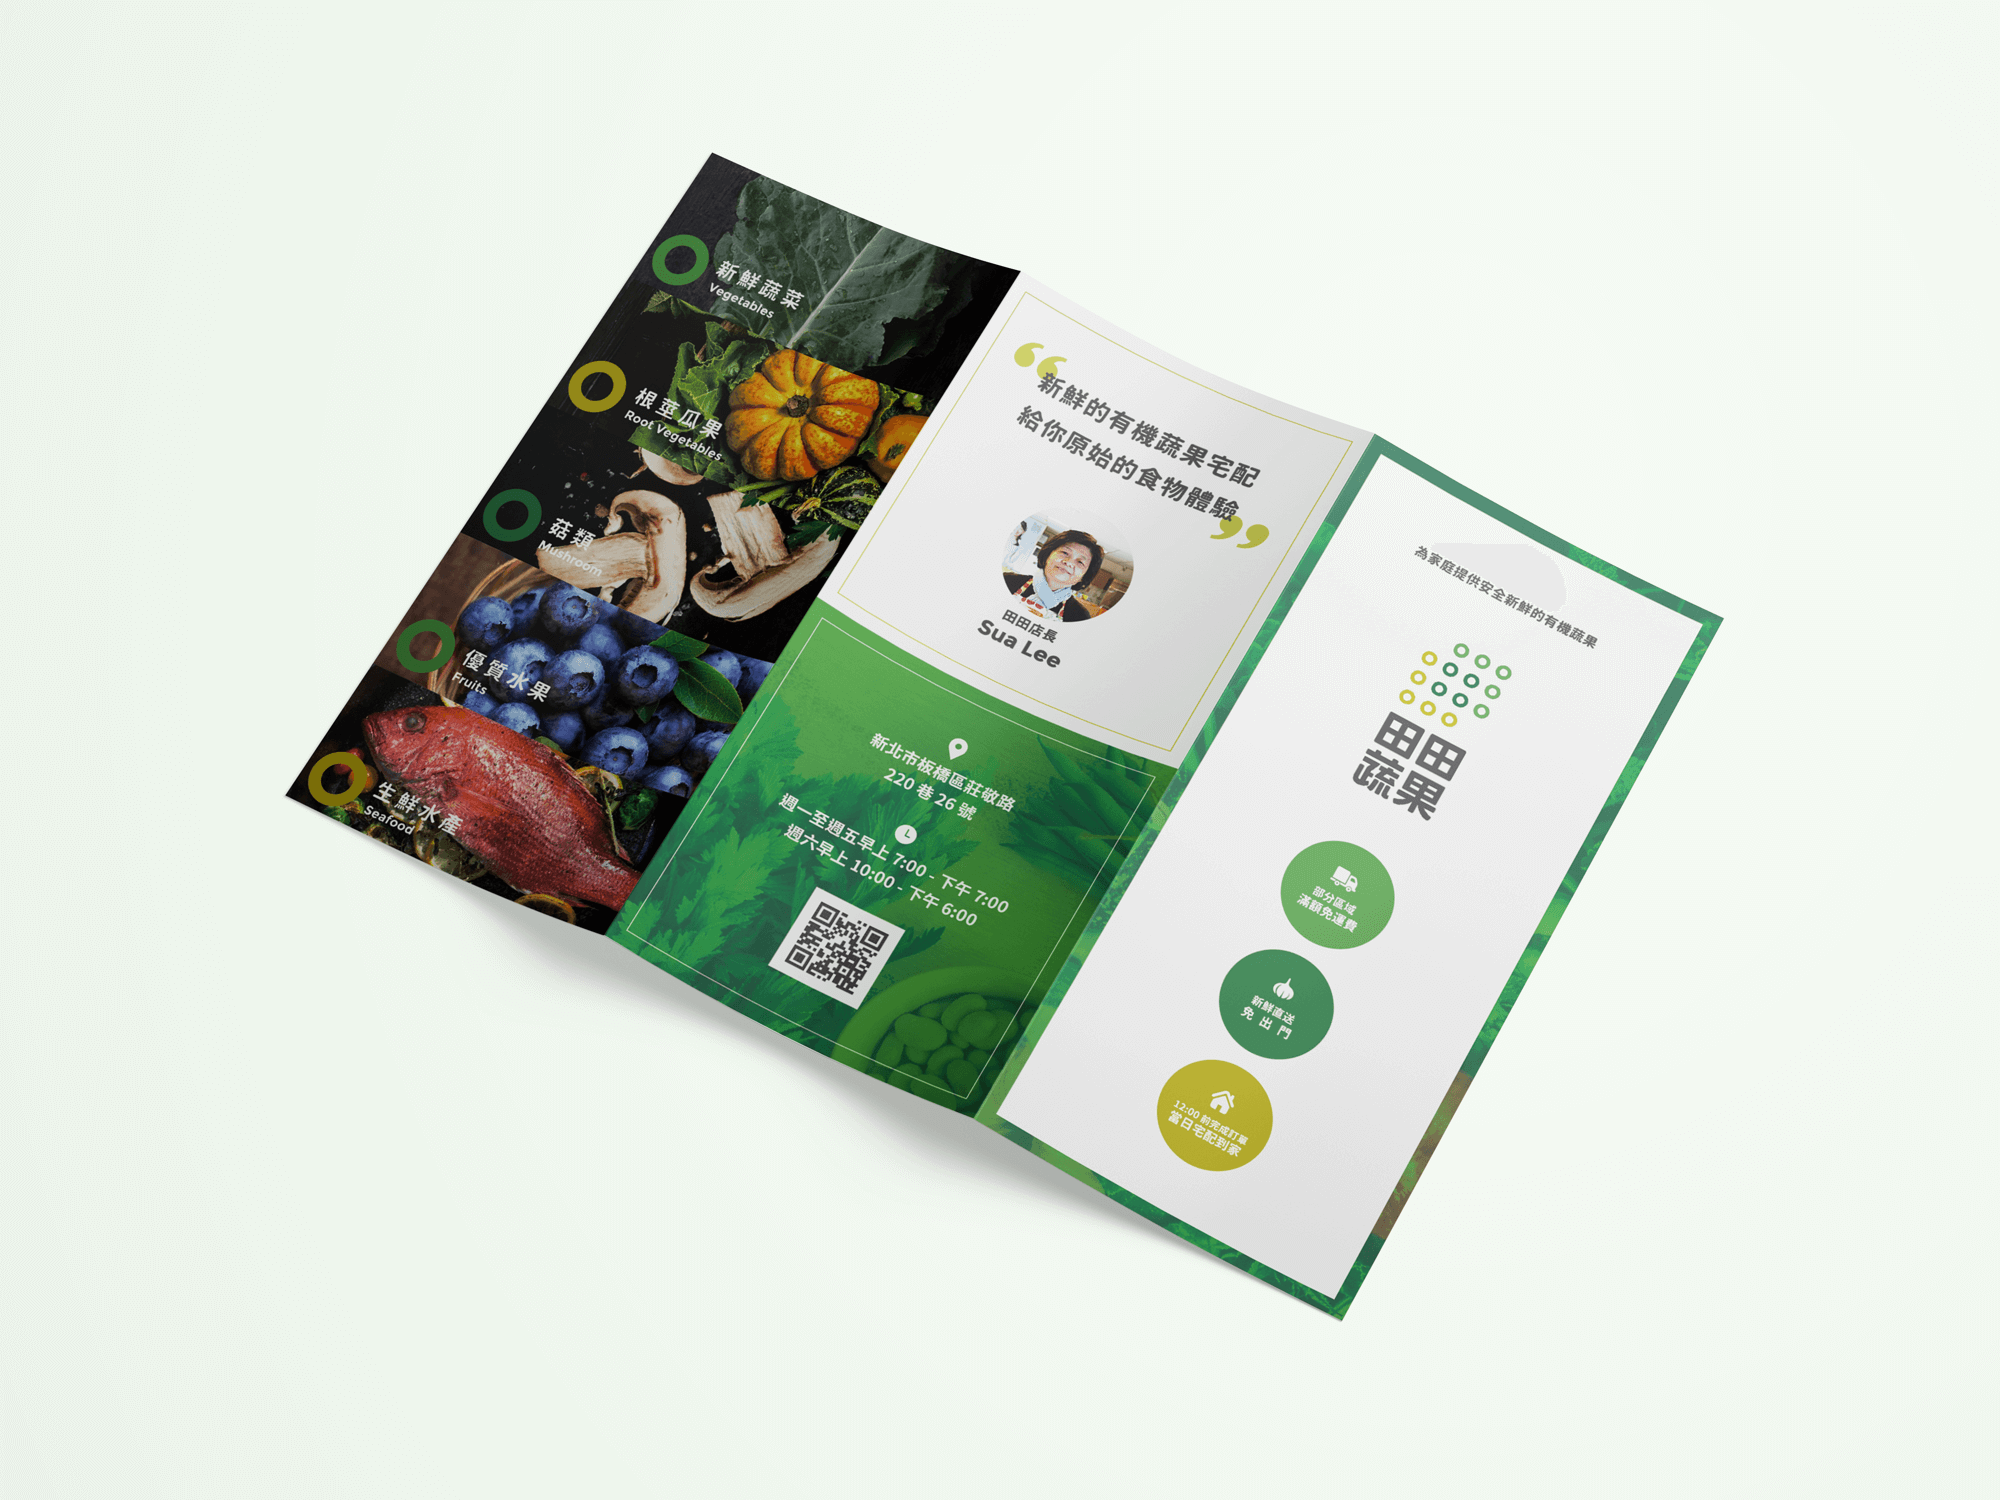 新鮮蔬菜
Vegetables
根莖瓜果
Root Vegetables
菇類
Mushroom
優質水果
Fruits
生鮮水產
Seafood
“新鮮的有機蔬果宅配
給你原始的食物體驗”
田田店長
Sua Lee
新北市板橋區莊敬路
220 巷 26 號
週一至週五早上 7:00 - 下午 7:00
週六早上 10:00 - 下午 6:00
為家庭提供安全新鮮的有機蔬果
田田
蔬果
部分區域
滿額免運費
新鮮直送
免出門
12:00 前完成訂單
當日宅配到家